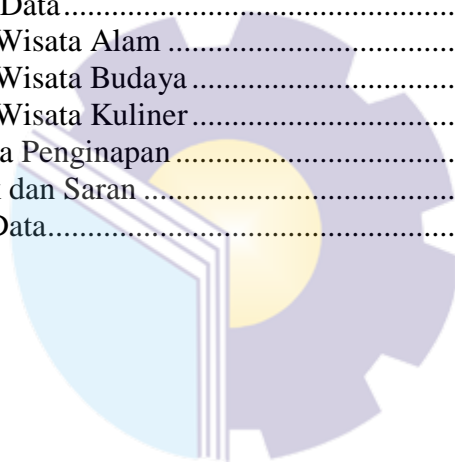 Data..........................................................
Wisata Alam ..........................................
Wisata Budaya.......................................
Wisata Kuliner.......................................
a Penginapan.........................................
k dan Saran ..............................................
Data............................................................